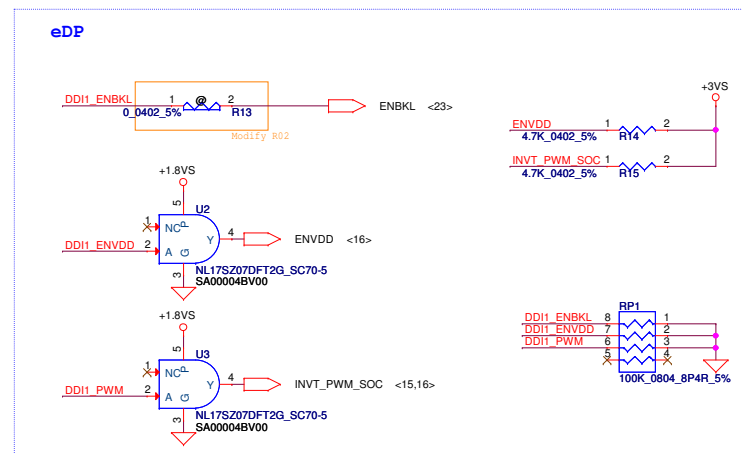 eDP
DDI1_ENBKL 1 @ 2 ENBKL <23>
0_0402_5% R13
Modify R02
+3VS
ENVDD 1 2
4.7K_0402_5% R14
INVT_PWM_SOC 1 2
4.7K_0402_5% R15
+1.8VS
5
U2
1 NC P
DDI1_ENVDD 2 A G Y 4 ENVDD <16>
3
NL17SZ07DFT2G_SC70-5
SA00004BV00
+1.8VS
5
U3
1 NC P
DDI1_PWM 2 A G Y 4 INVT_PWM_SOC <15,16>
3
NL17SZ07DFT2G_SC70-5
SA00004BV00
RP1
DDI1_ENBKL 8 1
DDI1_ENVDD 7 2
DDI1_PWM 6 3
5 4
100K_0804_8P4R_5%